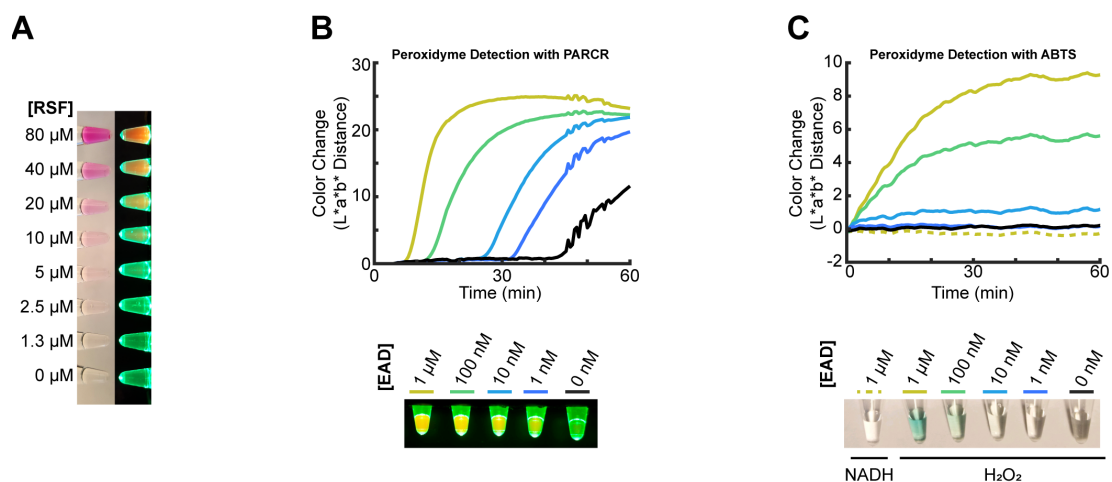 A
[RSF]
80 µM
40 µM
20 µM
10 µM
5 µM
2.5 µM
1.3 µM
0 µM
B
Peroxidyme Detection with PARCR
Color Change
(L*a*b* Distance)
30
20
10
0
0
30
60
Time (min)
[EAD]
1 µM
100 nM
10 nM
1 nM
0 nM
C
Peroxidyme Detection with ABTS
Color Change
(L*a*b* Distance)
10
8
6
4
2
0
-2
0
30
60
Time (min)
[EAD]
1 µM
1 µM
100 nM
10 nM
1 nM
0 nM
NADH
H₂O₂